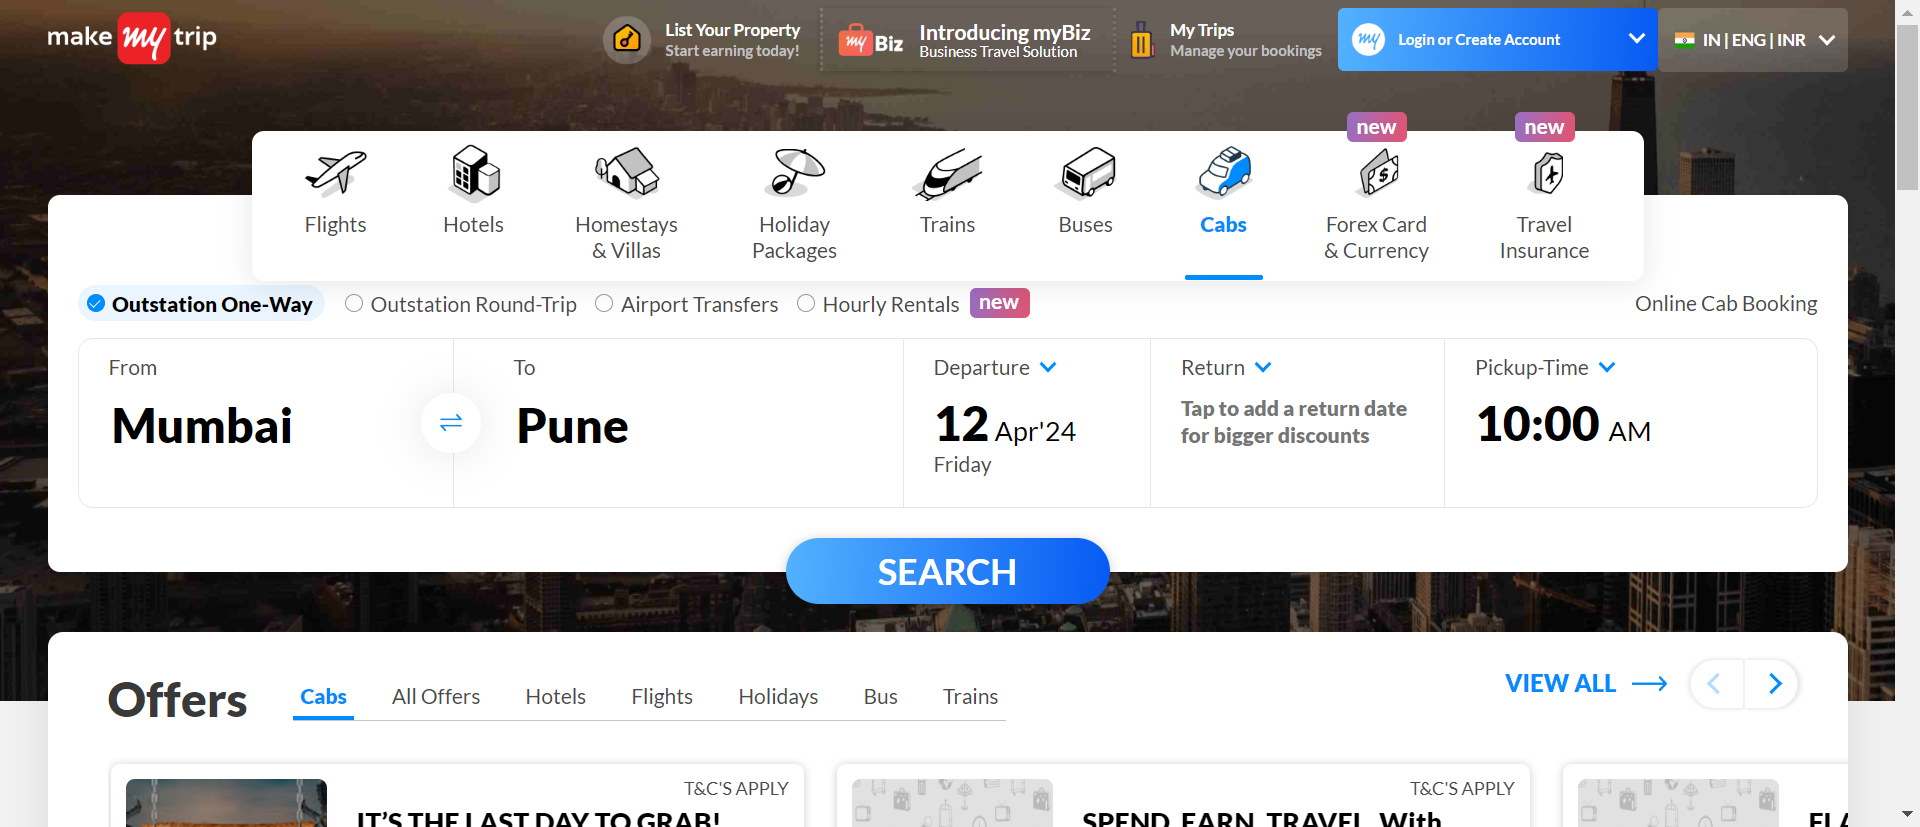 make my trip
List Your Property
Start earning today!
my Biz
Introducing myBiz
Business Travel Solution
My Trips
Manage your bookings
my
Login or Create Account
IN | ENG | INR
new
new
Flights
Hotels
Homestays
& Villas
Holiday
Packages
Trains
Buses
Cabs
Forex Card
& Currency
Travel
Insurance
Outstation One-Way
Outstation Round-Trip
Airport Transfers
Hourly Rentals
new
Online Cab Booking
From
Mumbai
To
Pune
Departure
12 Apr'24
Friday
Return
Tap to add a return date
for bigger discounts
Pickup-Time
10:00 AM
SEARCH
Offers
Cabs
All Offers
Hotels
Flights
Holidays
Bus
Trains
VIEW ALL
T&C'S APPLY
IT’S THE LAST DAY TO GRAB!
T&C'S APPLY
SPEND, EARN, TRAVEL. With